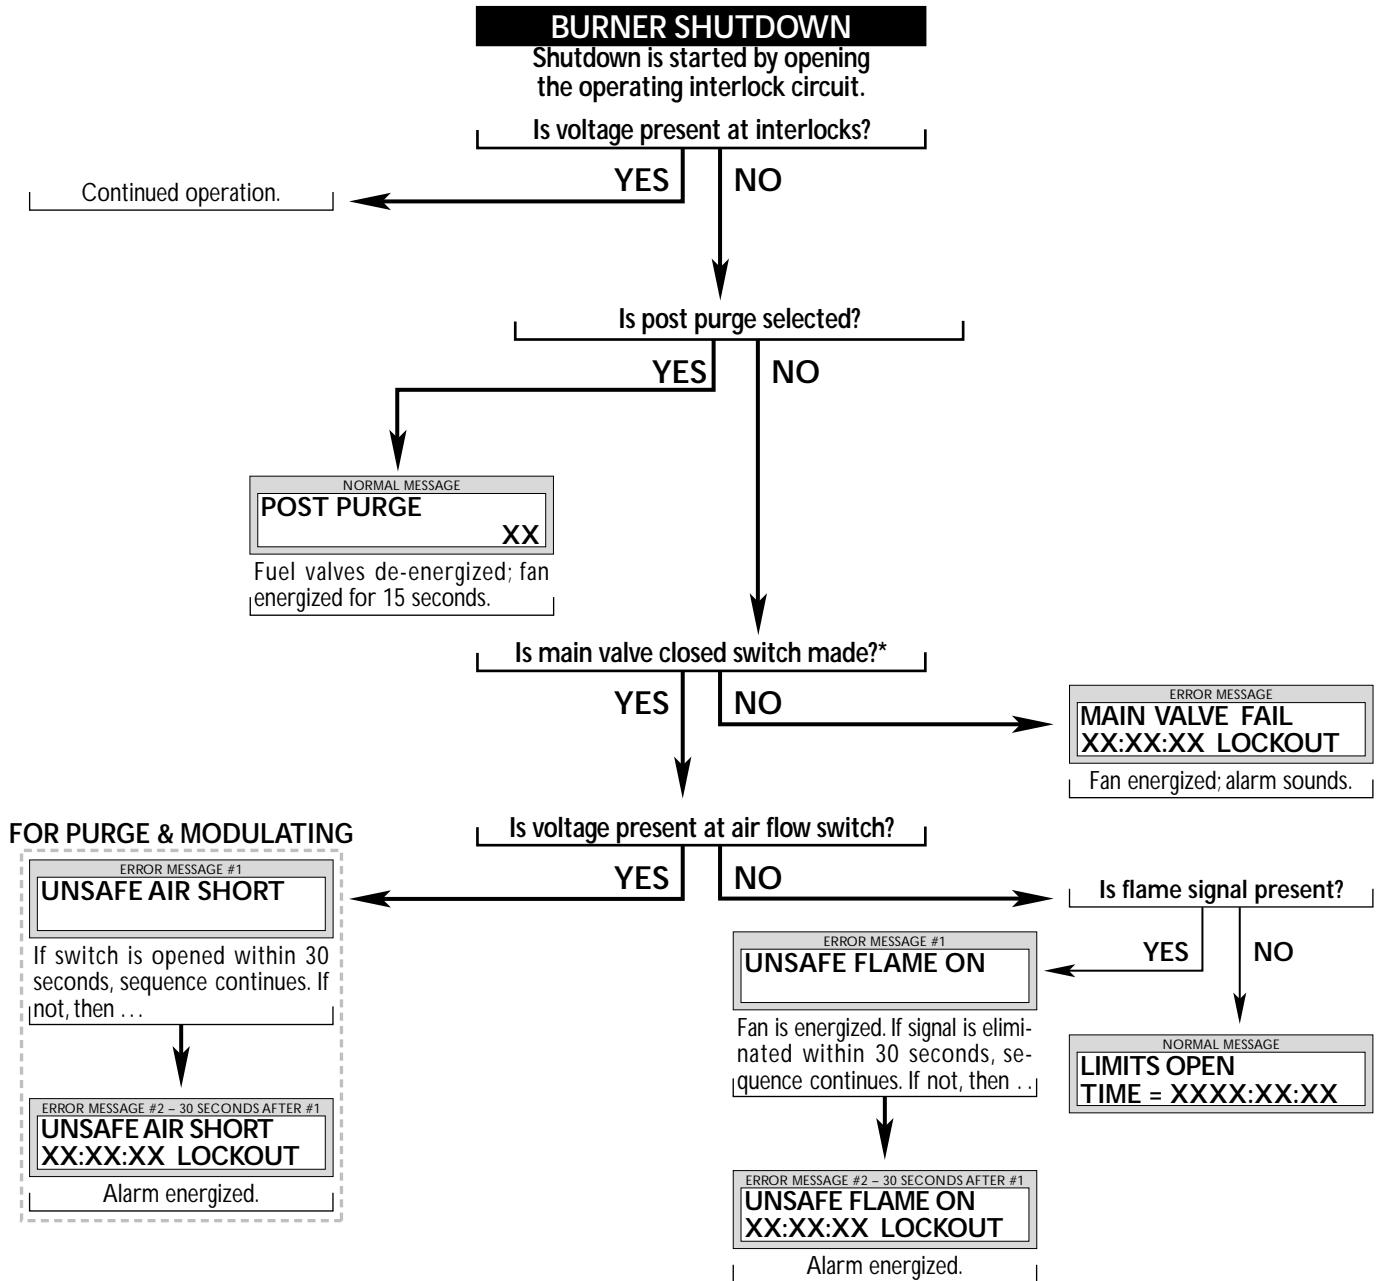 BURNER SHUTDOWN
Shutdown is started by opening
the operating interlock circuit.
Is voltage present at interlocks?
YES NO
Continued operation.
Is post purge selected?
YES NO
NORMAL MESSAGE
POST PURGE
XX
Fuel valves de-energized; fan
energized for 15 seconds.
Is main valve closed switch made?*
YES NO
ERROR MESSAGE
MAIN VALVE FAIL
XX:XX:XX LOCKOUT
Fan energized; alarm sounds.
Is voltage present at air flow switch?
YES NO
FOR PURGE & MODULATING
ERROR MESSAGE #1
UNSAFE AIR SHORT
If switch is opened within 30
seconds, sequence continues. If
not, then ...
ERROR MESSAGE #2 – 30 SECONDS AFTER #1
UNSAFE AIR SHORT
XX:XX:XX LOCKOUT
Alarm energized.
Is flame signal present?
YES NO
ERROR MESSAGE #1
UNSAFE FLAME ON
Fan is energized. If signal is elimi-
nated within 30 seconds, se-
quence continues. If not, then . .
ERROR MESSAGE #2 – 30 SECONDS AFTER #1
UNSAFE FLAME ON
XX:XX:XX LOCKOUT
Alarm energized.
NORMAL MESSAGE
LIMITS OPEN
TIME = XXXX:XX:XX